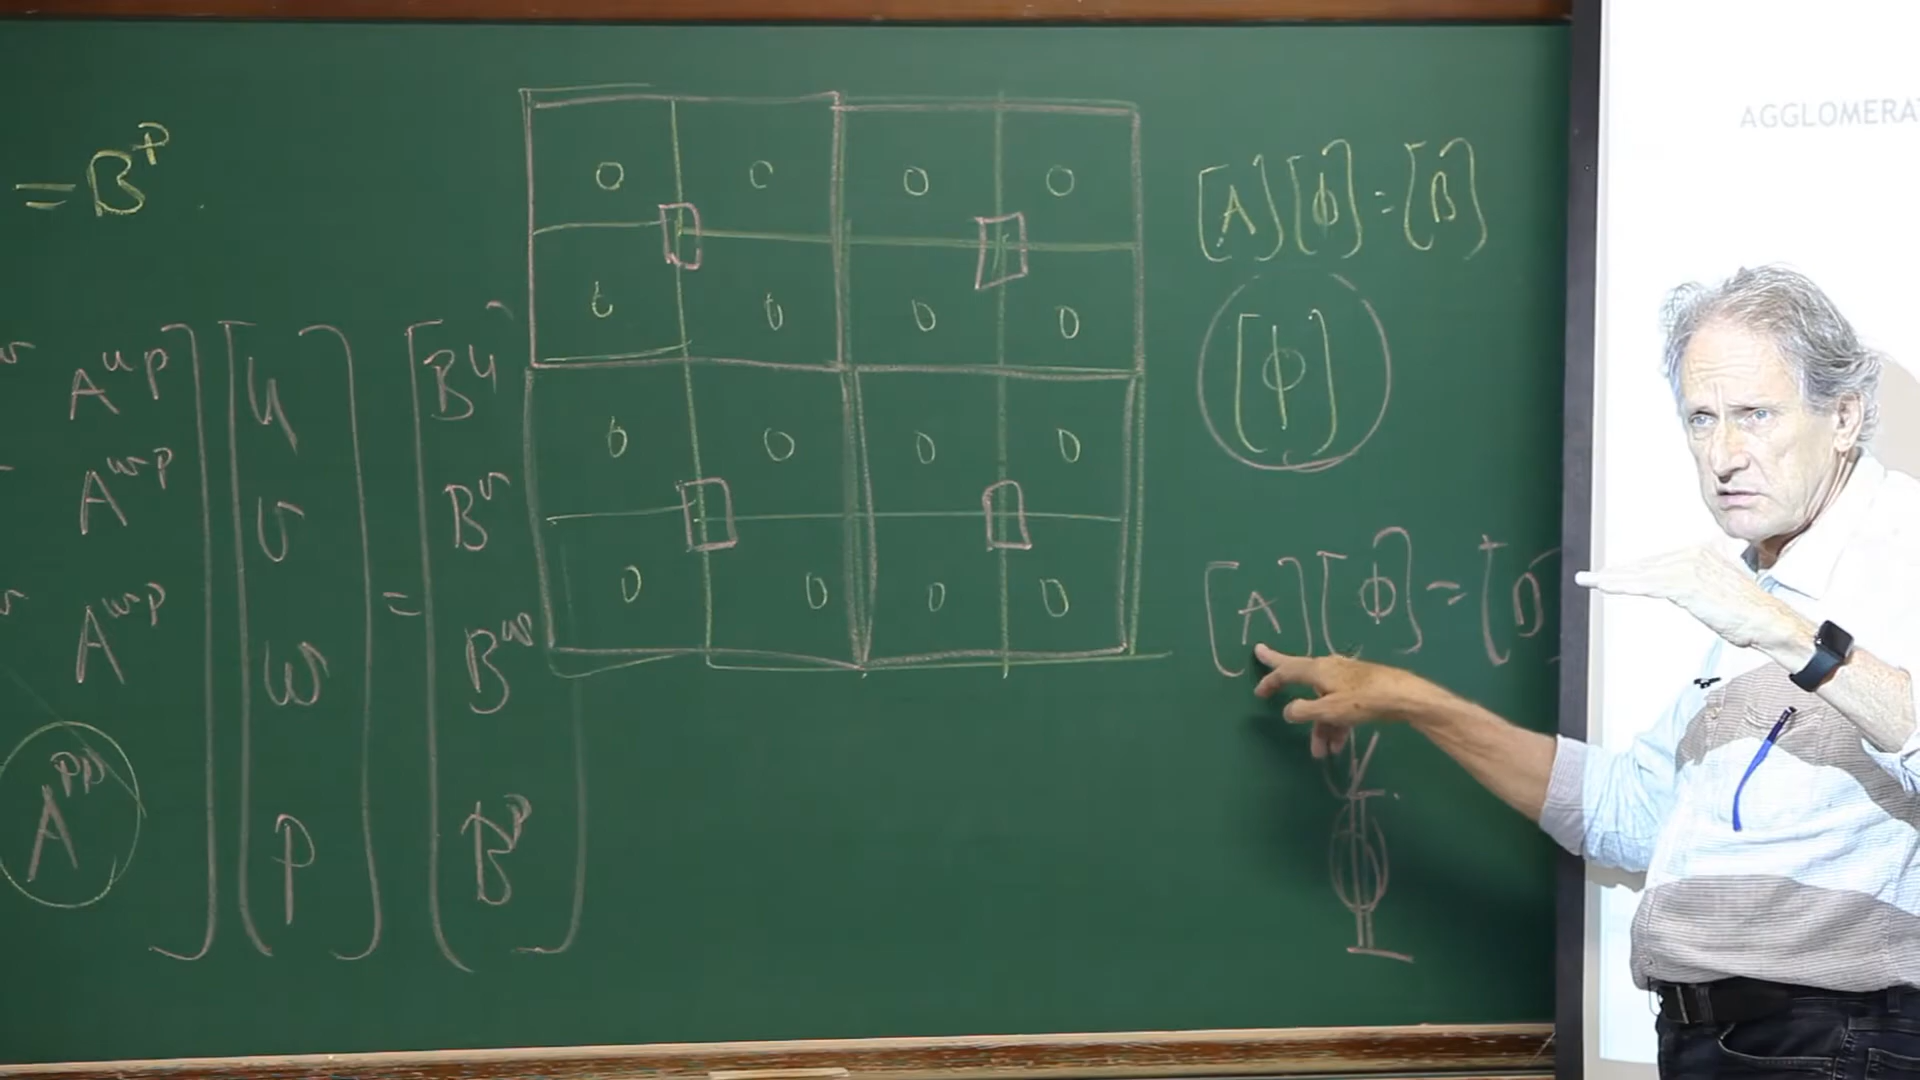 = B^P
AGGLOMERA
[A][ϕ]=[B]
[ϕ]
0 0 0 0
0 0 0 0
0 0 0 0
0 0 0 0
A^up u B^u
A^vp v B^v
A^wp w = B^w
A^pp p B^p
[A][ϕ]=[B